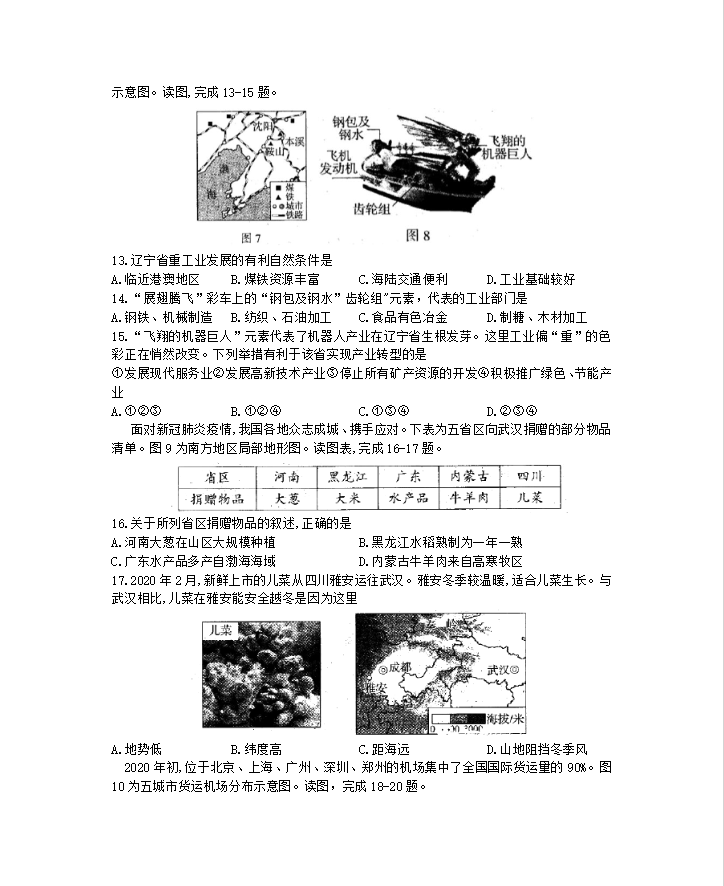 示意图。读图,完成13-15题。
沈阳
本溪
鞍山
渤
海
煤
铁
城市
铁路
图7
钢包及
钢水
飞机
发动机
飞翔的
机器巨人
齿轮组
图8
13.辽宁省重工业发展的有利自然条件是
A.临近港澳地区 B.煤铁资源丰富 C.海陆交通便利 D.工业基础较好
14.“展翅腾飞”彩车上的“钢包及钢水”齿轮组"元素，代表的工业部门是
A.钢铁、机械制造 B.纺织、石油加工 C.食品有色冶金 D.制糖、木材加工
15.“飞翔的机器巨人”元素代表了机器人产业在辽宁省生根发芽。这里工业偏“重”的色
彩正在悄然改变。下列举措有利于该省实现产业转型的是
①发展现代服务业②发展高新技术产业③停止所有矿产资源的开发④积极推广绿色、节能产
业
A.①②③ B.①②④ C.①③④ D.②③④
面对新冠肺炎疫情,我国各地众志成城、携手应对。下表为五省区向武汉捐赠的部分物品
清单。图9为南方地区局部地形图。读图表,完成16-17题。
省区 河南 黑龙江 广东 内蒙古 四川
捐赠物品 大葱 大米 水产品 牛羊肉 儿菜
16.关于所列省区捐赠物品的叙述,正确的是
A.河南大葱在山区大规模种植 B.黑龙江水稻熟制为一年一熟
C.广东水产品多产自渤海海域 D.内蒙古牛羊肉来自高寒牧区
17.2020年2月,新鲜上市的儿菜从四川雅安运往武汉。雅安冬季较温暖,适合儿菜生长。与
武汉相比,儿菜在雅安能安全越冬是因为这里
儿菜
岭
成都
武汉
雅安
海拔/米
A.地势低 B.纬度高 C.距海远 D.山地阻挡冬季风
2020年初,位于北京、上海、广州、深圳、郑州的机场集中了全国国际货运量的90%。图
10为五城市货运机场分布示意图。读图，完成18-20题。